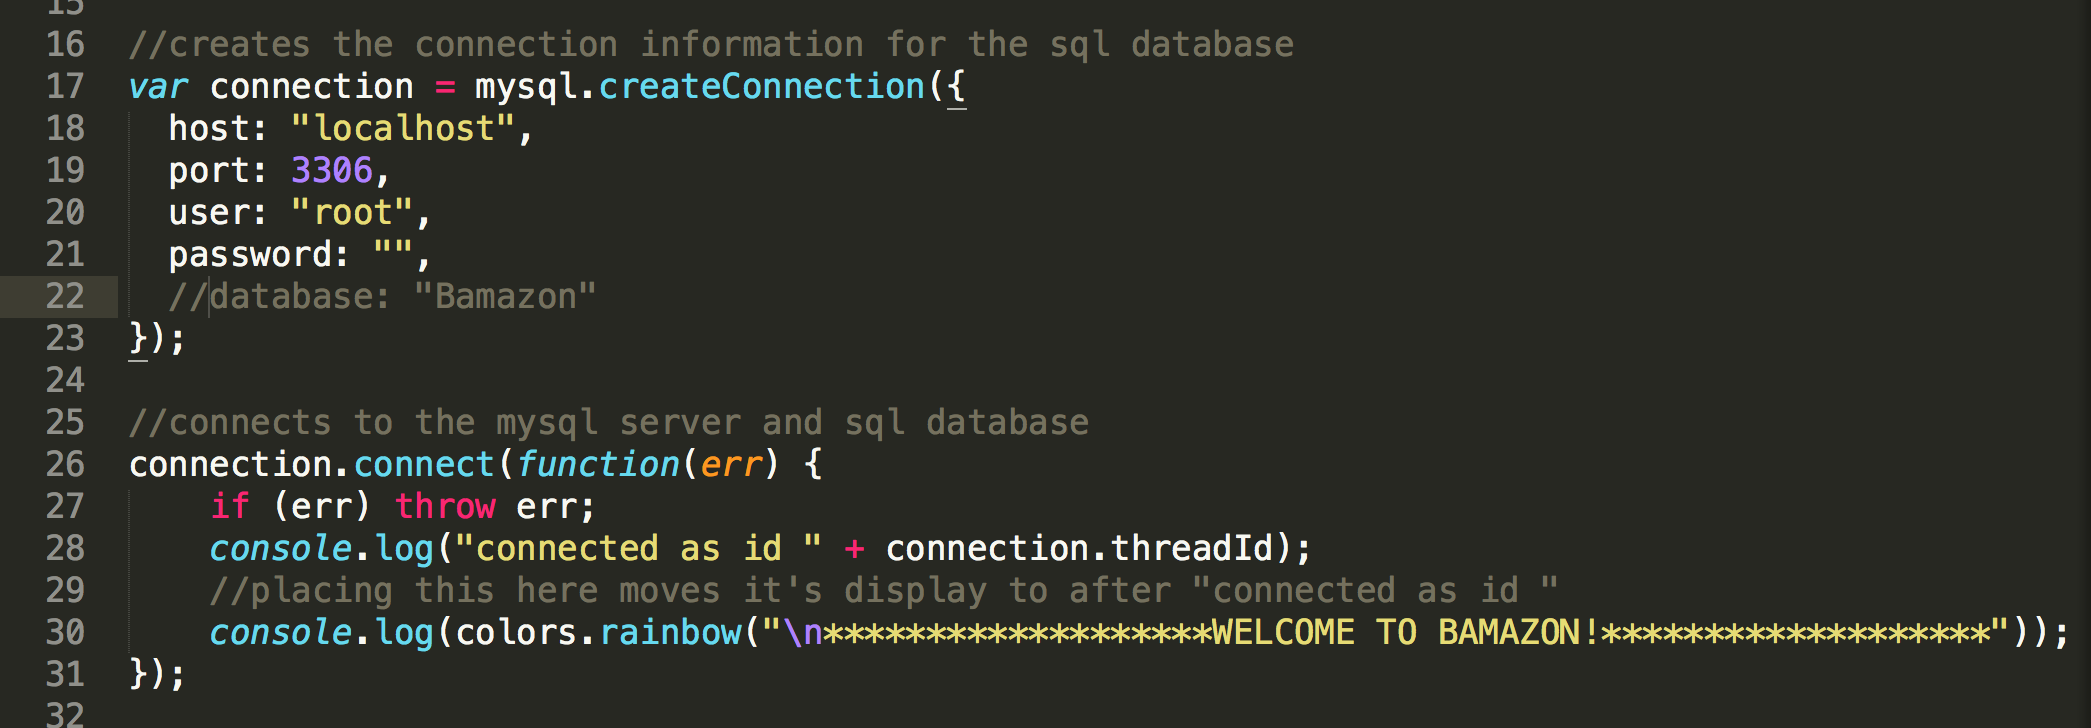 15
16 //creates the connection information for the sql database
17 var connection = mysql.createConnection({
18   host: "localhost",
19   port: 3306,
20   user: "root",
21   password: "",
22   //database: "Bamazon"
23 });
24
25 //connects to the mysql server and sql database
26 connection.connect(function(err) {
27     if (err) throw err;
28     console.log("connected as id " + connection.threadId);
29     //placing this here moves it's display to after "connected as id "
30     console.log(colors.rainbow("\n*******************WELCOME TO BAMAZON!*******************"));
31 });
32